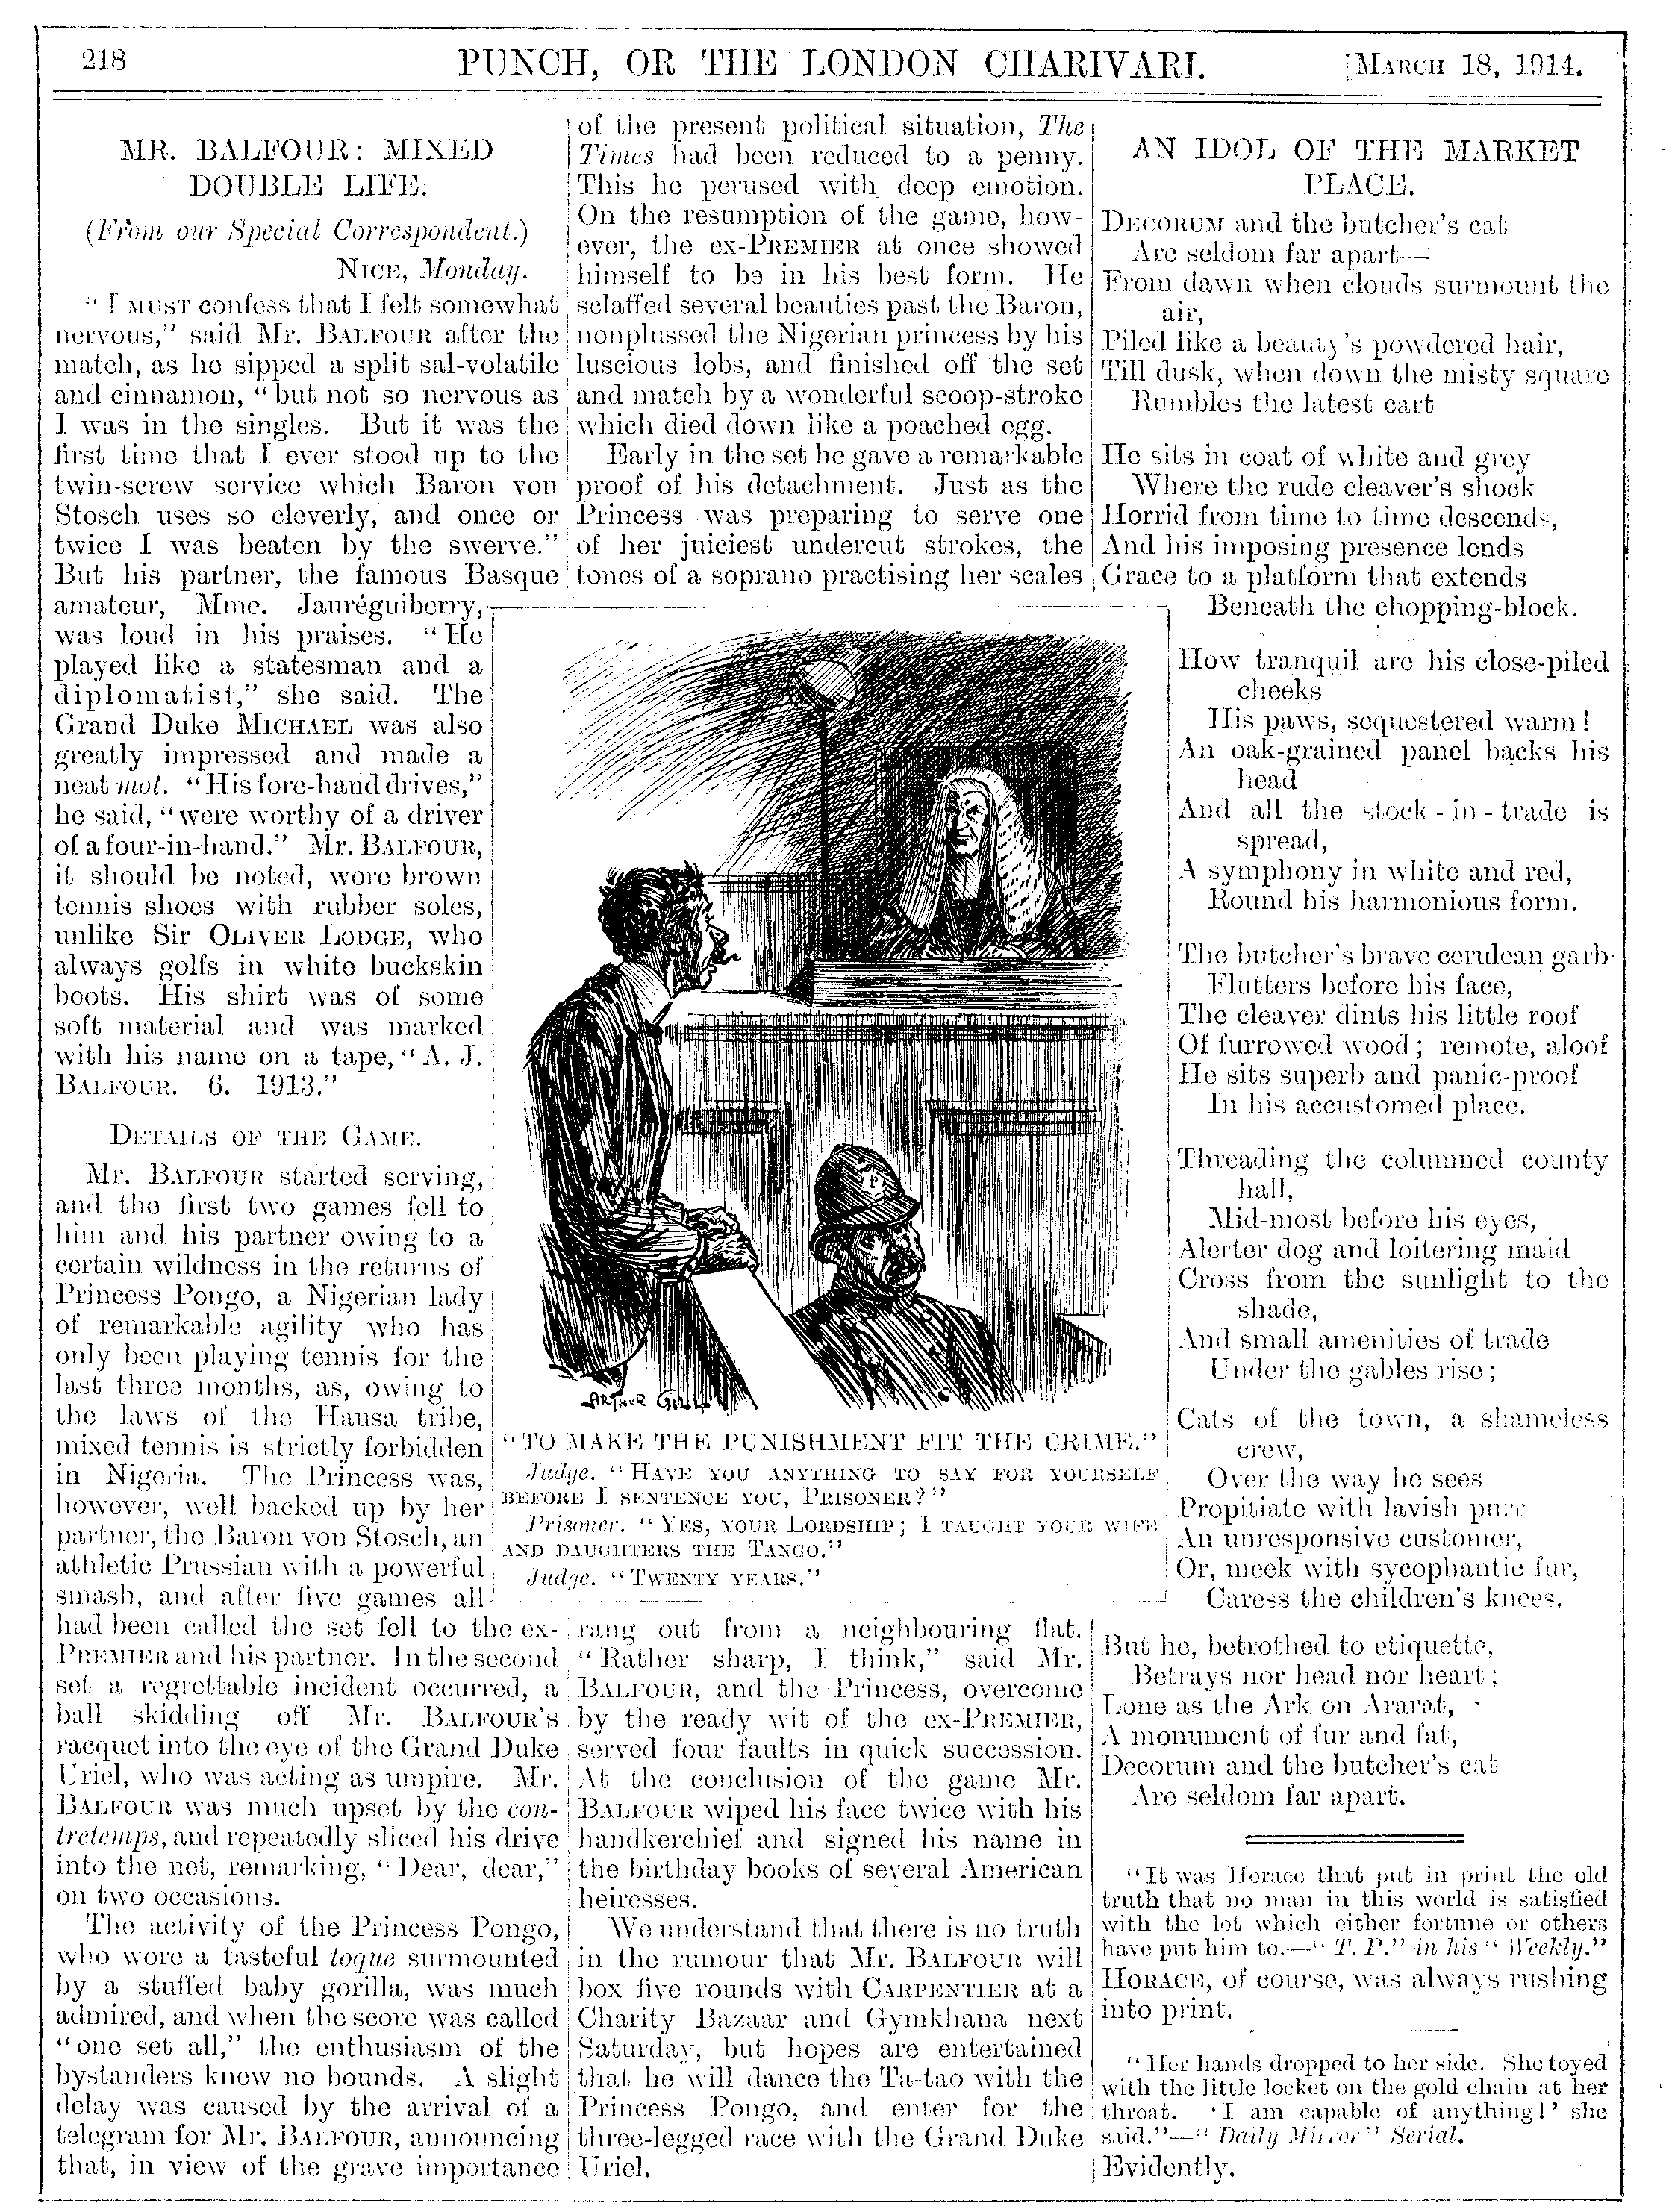 218
PUNCH, OR THE LONDON CHARIVARI.
[MARCH 18, 1914.
MR. BALFOUR: MIXED
DOUBLE LIFE.
(From our Special Correspondent.)
NICE, Monday.
"I MUST confess that I felt somewhat
nervous," said Mr. BALFOUR after the
match, as he sipped a split sal-volatile
and cinnamon, "but not so nervous as
I was in the singles. But it was the
first time that I ever stood up to the
twin-screw service which Baron von
Stosch uses so cleverly, and once or
twice I was beaten by the swerve."
But his partner, the famous Basque
amateur, Mme. Jauréguiberry,
was loud in his praises. "He
played like a statesman and a
diplomatist," she said. The
Grand Duke MICHAEL was also
greatly impressed and made a
neat mot. "His fore-hand drives,"
he said, "were worthy of a driver
of a four-in-hand." Mr. BALFOUR,
it should be noted, wore brown
tennis shoes with rubber soles,
unlike Sir OLIVER LODGE, who
always golfs in white buckskin
boots. His shirt was of some
soft material and was marked
with his name on a tape, "A. J.
BALFOUR. 6. 1913."
DETAILS OF THE GAME.
Mr. BALFOUR started serving,
and the first two games fell to
him and his partner owing to a
certain wildness in the returns of
Princess Pongo, a Nigerian lady
of remarkable agility who has
only been playing tennis for the
last three months, as, owing to
the laws of the Hausa tribe,
mixed tennis is strictly forbidden
in Nigeria. The Princess was,
however, well backed up by her
partner, the Baron von Stosch, an
athletic Prussian with a powerful
smash, and after five games all
had been called the set fell to the ex-
PREMIER and his partner. In the second
set a regrettable incident occurred, a
ball skidding off Mr. BALFOUR'S
racquet into the eye of the Grand Duke
Uriel, who was acting as umpire. Mr.
BALFOUR was much upset by the con-
tretemps, and repeatedly sliced his drive
into the net, remarking, "Dear, dear,"
on two occasions.
The activity of the Princess Pongo,
who wore a tasteful toque surmounted
by a stuffed baby gorilla, was much
admired, and when the score was called
"one set all," the enthusiasm of the
bystanders knew no bounds. A slight
delay was caused by the arrival of a
telegram for Mr. BALFOUR, announcing
that, in view of the grave importance
of the present political situation, The
Times had been reduced to a penny.
This he perused with deep emotion.
On the resumption of the game, how-
ever, the ex-PREMIER at once showed
himself to be in his best form. He
sclaffed several beauties past the Baron,
nonplussed the Nigerian princess by his
luscious lobs, and finished off the set
and match by a wonderful scoop-stroke
which died down like a poached egg.
Early in the set he gave a remarkable
proof of his detachment. Just as the
Princess was preparing to serve one
of her juiciest undercut strokes, the
tones of a soprano practising her scales
ARTHUR GILL
"TO MAKE THE PUNISHMENT FIT THE CRIME."
Judge. "HAVE YOU ANYTHING TO SAY FOR YOURSELF
BEFORE I SENTENCE YOU, PRISONER?"
Prisoner. "YES, YOUR LORDSHIP; I TAUGHT YOUR WIFE
AND DAUGHTERS THE TANGO."
Judge. "TWENTY YEARS."
rang out from a neighbouring flat.
"Rather sharp, I think," said Mr.
BALFOUR, and the Princess, overcome
by the ready wit of the ex-PREMIER,
served four faults in quick succession.
At the conclusion of the game Mr.
BALFOUR wiped his face twice with his
handkerchief and signed his name in
the birthday books of several American
heiresses.
We understand that there is no truth
in the rumour that Mr. BALFOUR will
box five rounds with CARPENTIER at a
Charity Bazaar and Gymkhana next
Saturday, but hopes are entertained
that he will dance the Ta-tao with the
Princess Pongo, and enter for the
three-legged race with the Grand Duke
Uriel.
AN IDOL OF THE MARKET
PLACE.
DECORUM and the butcher's cat
Are seldom far apart—
From dawn when clouds surmount the
air,
Piled like a beauty's powdered hair,
Till dusk, when down the misty square
Rumbles the latest cart
He sits in coat of white and grey
Where the rude cleaver's shock
Horrid from time to time descends,
And his imposing presence lends
Grace to a platform that extends
Beneath the chopping-block.
How tranquil are his close-piled
cheeks
His paws, sequestered warm!
An oak-grained panel backs his
head
And all the stock-in-trade is
spread,
A symphony in white and red,
Round his harmonious form.
The butcher's brave cerulean garb
Flutters before his face,
The cleaver dints his little roof
Of furrowed wood; remote, aloof
He sits superb and panic-proof
In his accustomed place.
Threading the columned county
hall,
Mid-most before his eyes,
Alerter dog and loitering maid
Cross from the sunlight to the
shade,
And small amenities of trade
Under the gables rise;
Cats of the town, a shameless
crew,
Over the way he sees
Propitiate with lavish purr
An unresponsive customer,
Or, meek with sycophantic fur,
Caress the children's knees.
But he, betrothed to etiquette,
Betrays nor head nor heart;
Lone as the Ark on Ararat,
A monument of fur and fat,
Decorum and the butcher's cat
Are seldom far apart.
"It was Horace that put in print the old
truth that no man in this world is satisfied
with the lot which either fortune or others
have put him to.—"T. P." in his "Weekly."
HORACE, of course, was always rushing
into print.
"Her hands dropped to her side. She toyed
with the little locket on the gold chain at her
throat. 'I am capable of anything!' she
said."—"Daily Mirror" Serial.
Evidently.